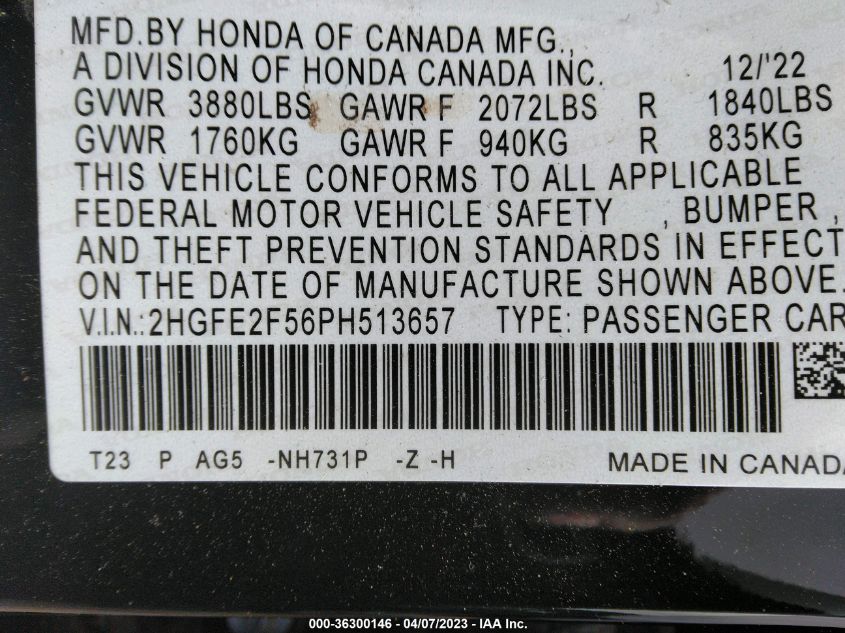 MFD.BY HONDA OF CANADA MFG.,
A DIVISION OF HONDA CANADA INC. 12/'22
GVWR 3880LBS GAWR F 2072LBS R 1840LBS
GVWR 1760KG GAWR F 940KG R 835KG
THIS VEHICLE CONFORMS TO ALL APPLICABLE
FEDERAL MOTOR VEHICLE SAFETY , BUMPER ,
AND THEFT PREVENTION STANDARDS IN EFFECT
ON THE DATE OF MANUFACTURE SHOWN ABOVE.
V.I.N.:2HGFE2F56PH513657 TYPE: PASSENGER CAR
T23 P AG5 -NH731P -Z -H MADE IN CANADA
000-36300146 - 04/07/2023 - IAA Inc.